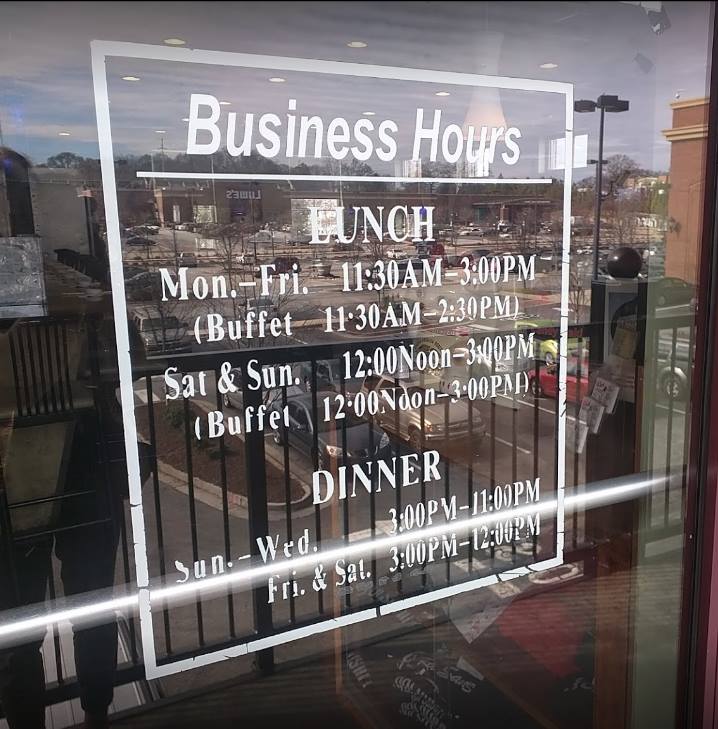 Business Hours
LUNCH
Mon.-Fri. 11:30AM-3:00PM
(Buffet 11:30AM-2:30PM)
Sat & Sun. 12:00Noon-3:00PM
(Buffet 12:00Noon-3:00PM)
DINNER
Sun.-Wed. 3:00PM-11:00PM
Fri. & Sat. 3:00PM-12:00PM
LOWE'S